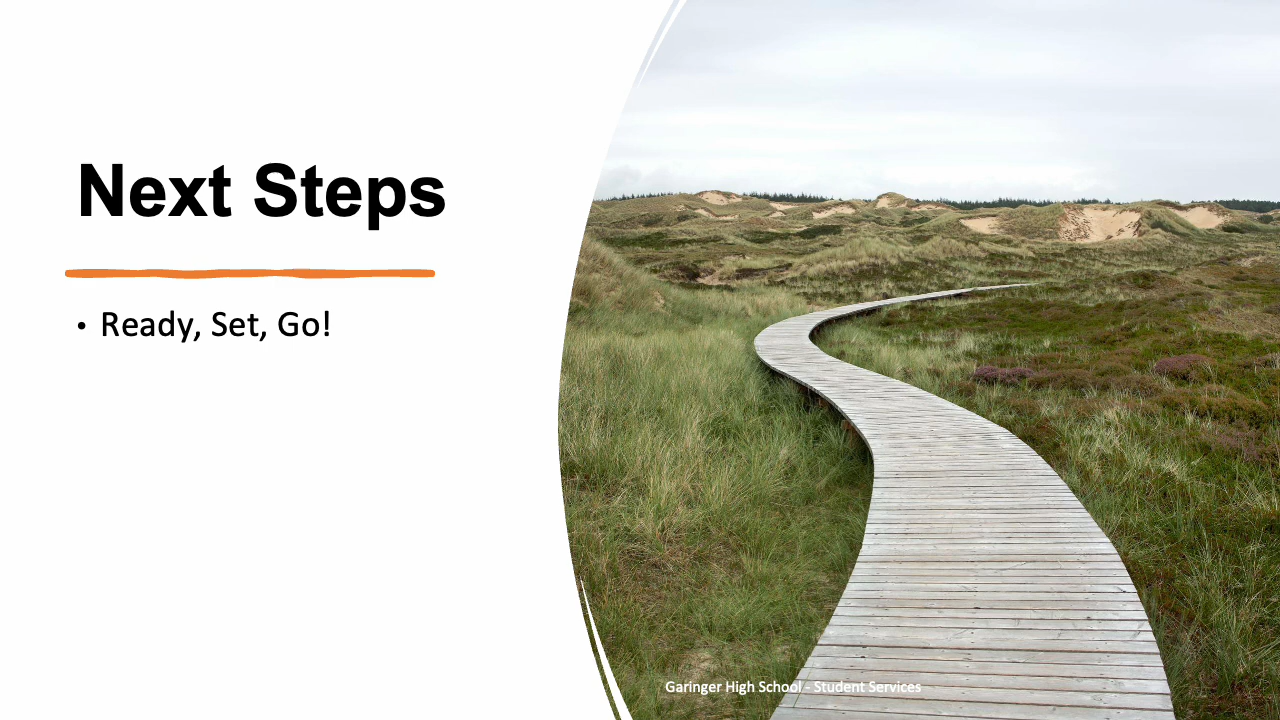 Next Steps
• Ready, Set, Go!
Garinger High School - Student Services